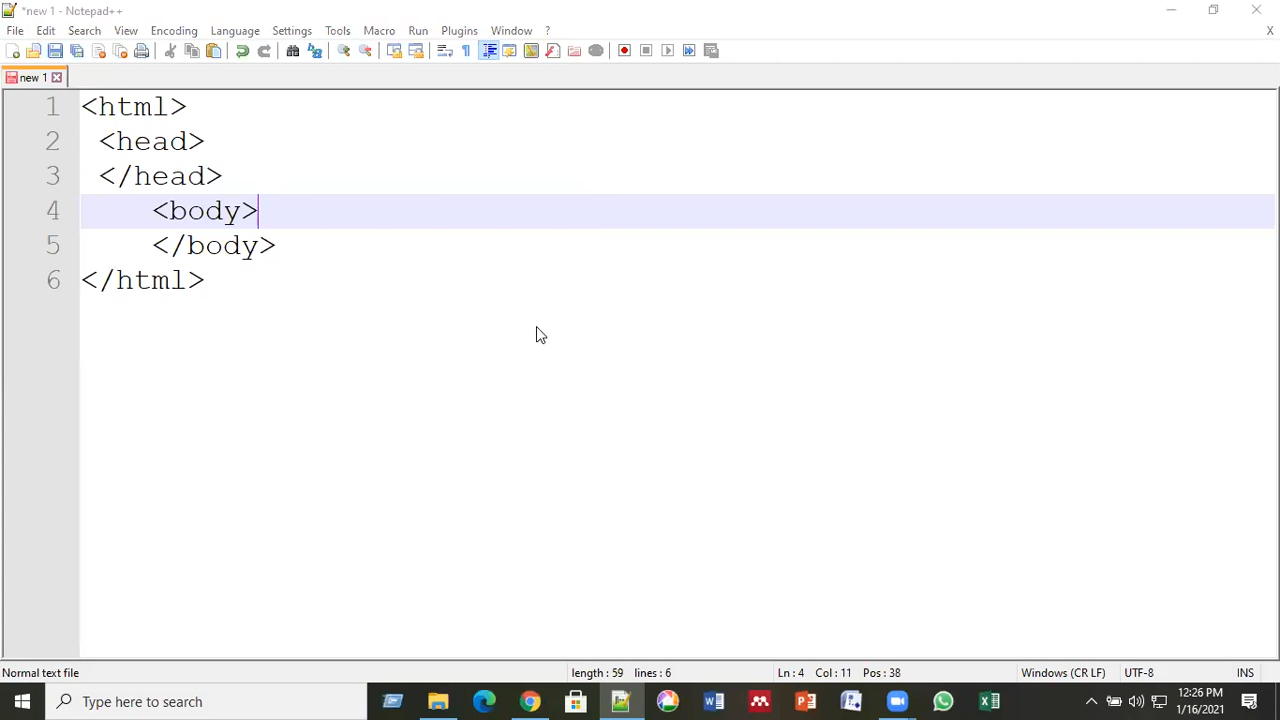 *new 1 - Notepad++
File Edit Search View Encoding Language Settings Tools Macro Run Plugins Window ? X
new 1
1 <html>
2 <head>
3 </head>
4 <body>
5 </body>
6 </html>
Normal text file length : 59 lines : 6 Ln : 4 Col : 11 Pos : 38 Windows (CR LF) UTF-8 INS
Type here to search
12:26 PM
1/16/2021